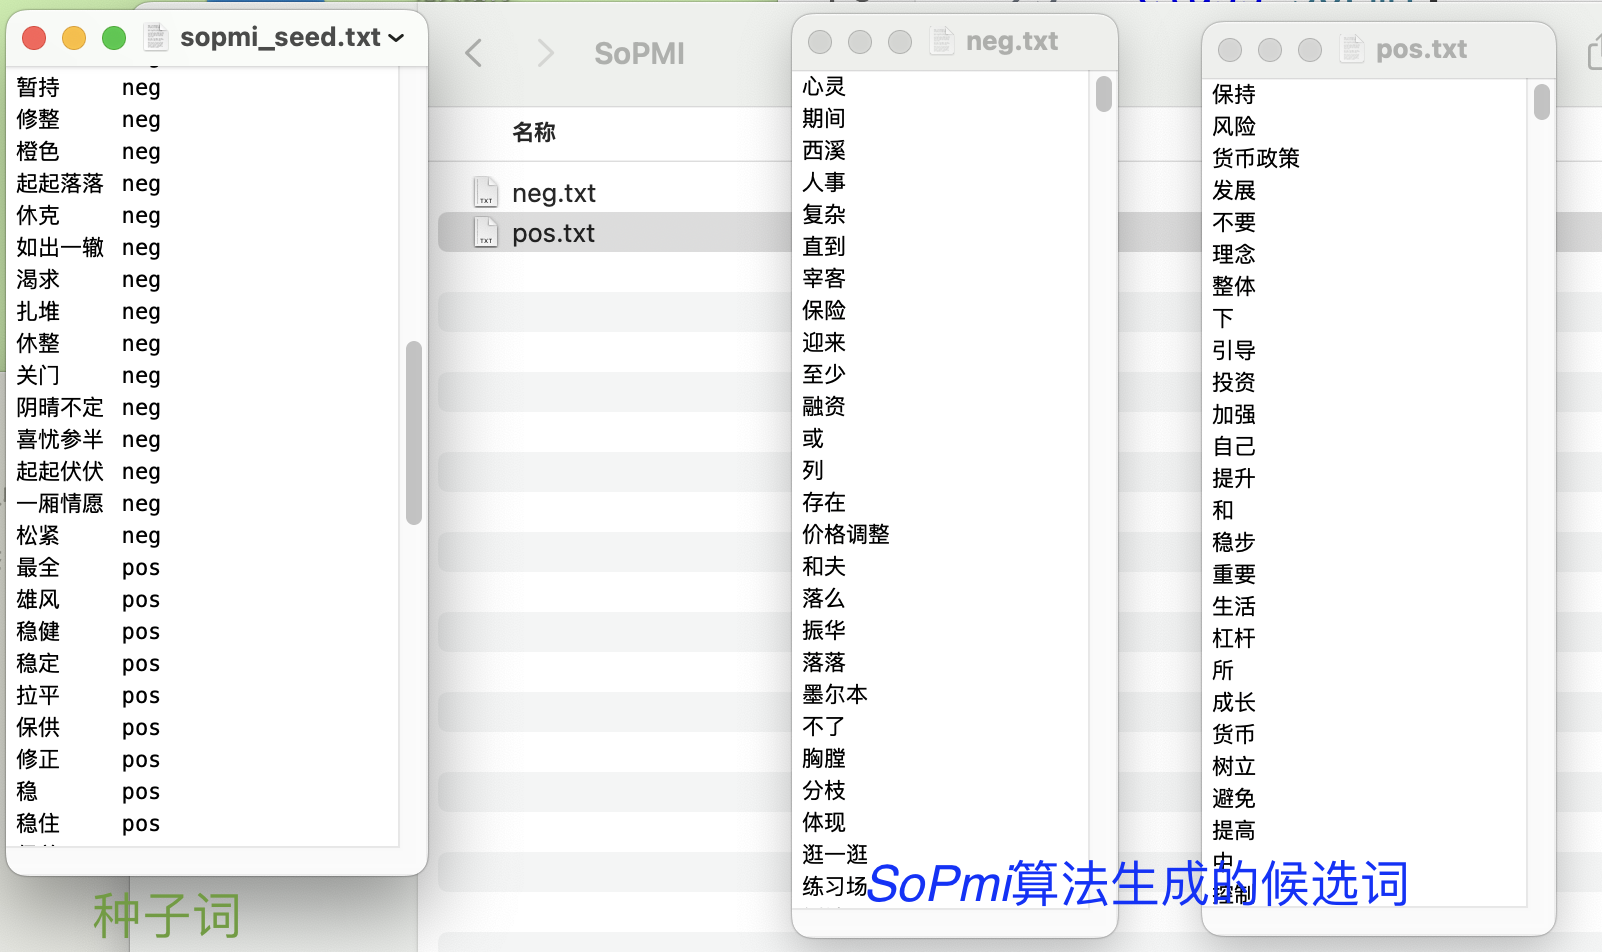 sopmi_seed.txt
暂持 neg
修整 neg
橙色 neg
起起落落 neg
休克 neg
如出一辙 neg
渴求 neg
扎堆 neg
休整 neg
关门 neg
阴晴不定 neg
喜忧参半 neg
起起伏伏 neg
一厢情愿 neg
松紧 neg
最全 pos
雄风 pos
稳健 pos
稳定 pos
拉平 pos
保供 pos
修正 pos
稳 pos
稳住 pos
种子词
SoPMI
名称
neg.txt
pos.txt
neg.txt
心灵
期间
西溪
人事
复杂
直到
宰客
保险
迎来
至少
融资
或
列
存在
价格调整
和夫
落么
振华
落落
墨尔本
不了
胸膛
分枝
体现
逛一逛
练习场
pos.txt
保持
风险
货币政策
发展
不要
理念
整体
下
引导
投资
加强
自己
提升
和
稳步
重要
生活
杠杆
所
成长
货币
树立
避免
提高
中
控制
SoPmi算法生成的候选词